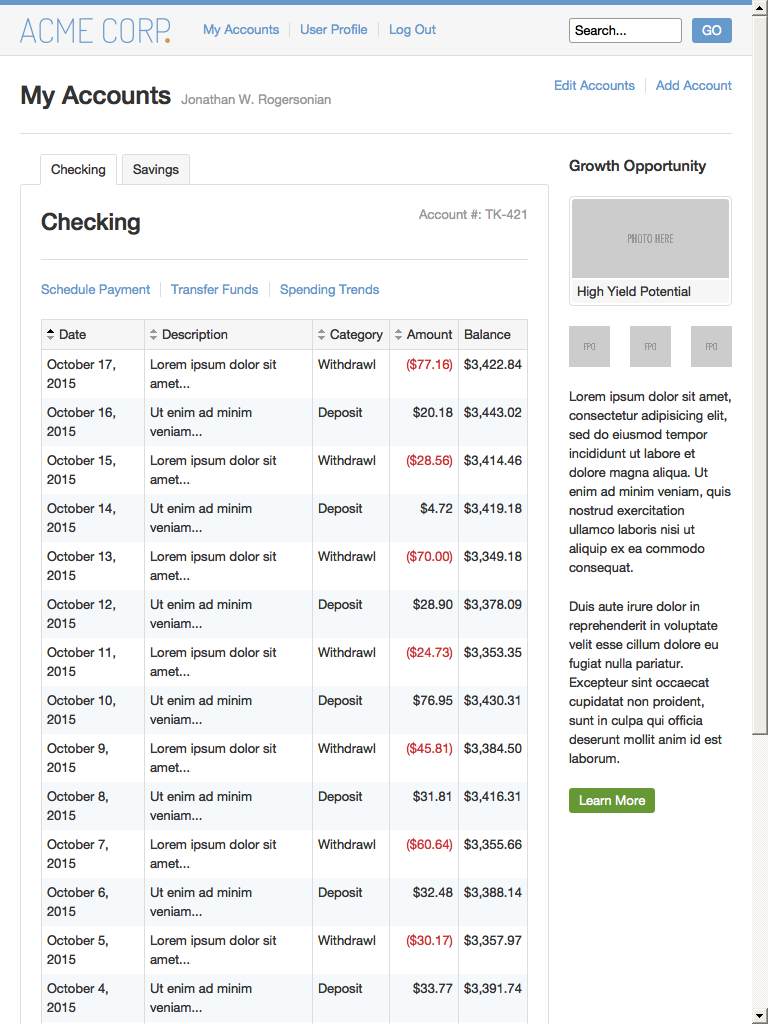 ACME CORP.
My Accounts
User Profile
Log Out
Search...
GO
My Accounts Jonathan W. Rogersonian
Edit Accounts
Add Account
Checking
Savings
Checking
Account #: TK-421
Schedule Payment
Transfer Funds
Spending Trends
Date Description Category Amount Balance
October 17, Lorem ipsum dolor sit Withdrawl ($77.16) $3,422.84
2015 amet...
October 16, Ut enim ad minim Deposit $20.18 $3,443.02
2015 veniam...
October 15, Lorem ipsum dolor sit Withdrawl ($28.56) $3,414.46
2015 amet...
October 14, Ut enim ad minim Deposit $4.72 $3,419.18
2015 veniam...
October 13, Lorem ipsum dolor sit Withdrawl ($70.00) $3,349.18
2015 amet...
October 12, Ut enim ad minim Deposit $28.90 $3,378.09
2015 veniam...
October 11, Lorem ipsum dolor sit Withdrawl ($24.73) $3,353.35
2015 amet...
October 10, Ut enim ad minim Deposit $76.95 $3,430.31
2015 veniam...
October 9, Lorem ipsum dolor sit Withdrawl ($45.81) $3,384.50
2015 amet...
October 8, Ut enim ad minim Deposit $31.81 $3,416.31
2015 veniam...
October 7, Lorem ipsum dolor sit Withdrawl ($60.64) $3,355.66
2015 amet...
October 6, Ut enim ad minim Deposit $32.48 $3,388.14
2015 veniam...
October 5, Lorem ipsum dolor sit Withdrawl ($30.17) $3,357.97
2015 amet...
October 4, Ut enim ad minim Deposit $33.77 $3,391.74
2015 veniam...
Growth Opportunity
PHOTO HERE
High Yield Potential
FPO
FPO
FPO
Lorem ipsum dolor sit amet,
consectetur adipisicing elit,
sed do eiusmod tempor
incididunt ut labore et
dolore magna aliqua. Ut
enim ad minim veniam, quis
nostrud exercitation
ullamco laboris nisi ut
aliquip ex ea commodo
consequat.
Duis aute irure dolor in
reprehenderit in voluptate
velit esse cillum dolore eu
fugiat nulla pariatur.
Excepteur sint occaecat
cupidatat non proident,
sunt in culpa qui officia
deserunt mollit anim id est
laborum.
Learn More